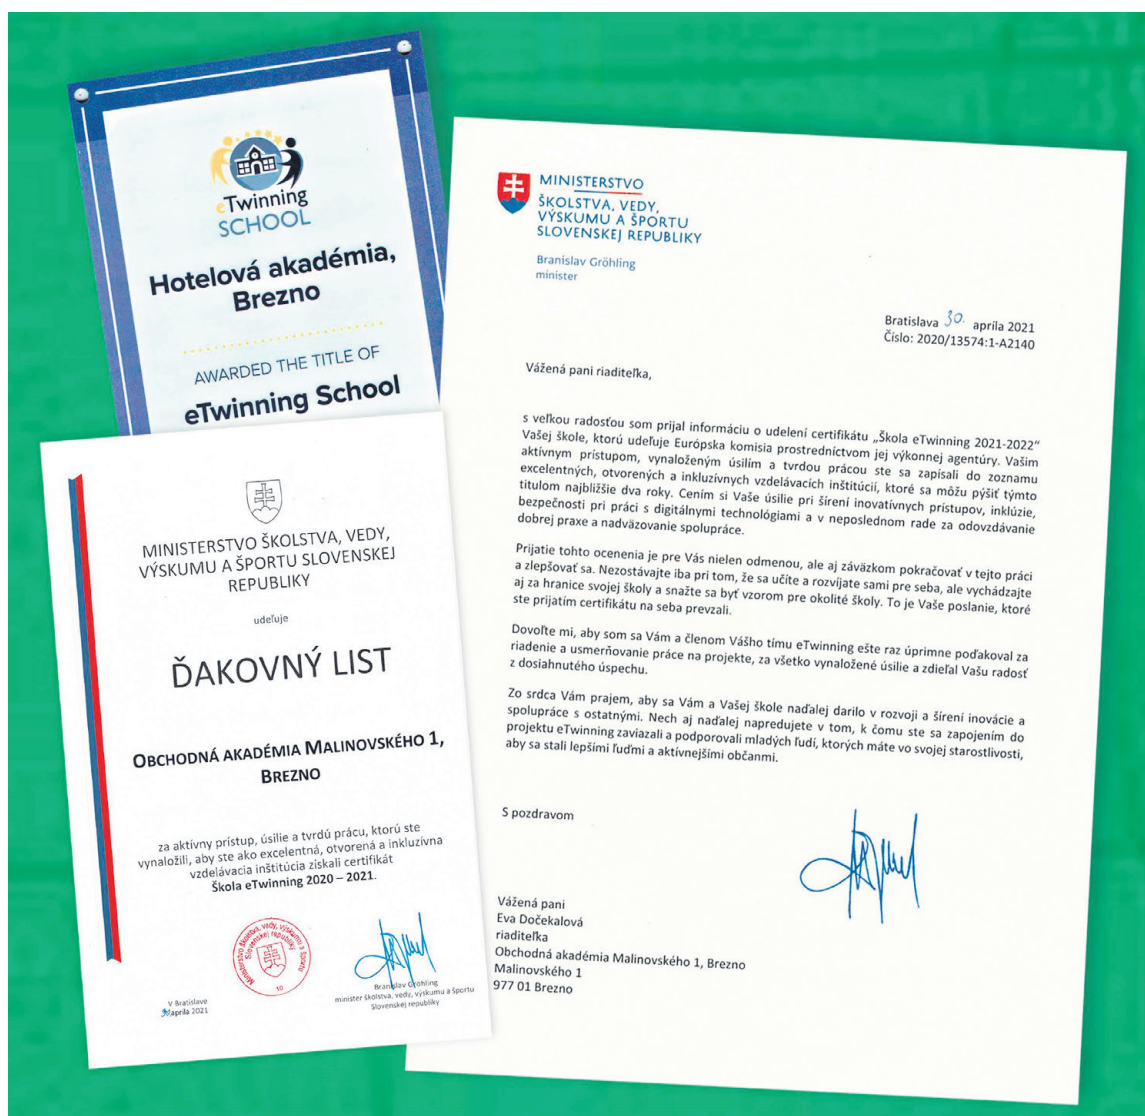 eTwinning
SCHOOL
Hotelová akadémia,
Brezno
AWARDED THE TITLE OF
eTwinning School
MINISTERSTVO ŠKOLSTVA, VEDY,
VÝSKUMU A ŠPORTU SLOVENSKEJ
REPUBLIKY
udeľuje
ĎAKOVNÝ LIST
OBCHODNÁ AKADÉMIA MALINOVSKÉHO 1,
BREZNO
za aktívny prístup, úsilie a tvrdú prácu, ktorú ste
vynaložili, aby ste ako excelentná, otvorená a inkluzívna
vzdelávacia inštitúcia získali certifikát
Škola eTwinning 2020 – 2021.
Ministerstvo školstva, vedy, výskumu a športu
Slovenskej republiky
10
V Bratislave
30 apríla 2021
Branislav Gröhling
minister školstva, vedy, výskumu a športu
Slovenskej republiky
MINISTERSTVO
ŠKOLSTVA, VEDY,
VÝSKUMU A ŠPORTU
SLOVENSKEJ REPUBLIKY
Branislav Gröhling
minister
Bratislava 30. apríla 2021
Číslo: 2020/13574:1-A2140
Vážená pani riaditeľka,
s veľkou radosťou som prijal informáciu o udelení certifikátu „Škola eTwinning 2021-2022“
Vašej škole, ktorú udeľuje Európska komisia prostredníctvom jej výkonnej agentúry. Vašim
aktívnym prístupom, vynaloženým úsilím a tvrdou prácou ste sa zapísali do zoznamu
excelentných, otvorených a inkluzívnych vzdelávacích inštitúcií, ktoré sa môžu pýšiť týmto
titulom najbližšie dva roky. Cením si Vaše úsilie pri šírení inovatívnych prístupov, inklúzie,
bezpečnosti pri práci s digitálnymi technológiami a v neposlednom rade za odovzdávanie
dobrej praxe a nadväzovanie spolupráce.
Prijatie tohto ocenenia je pre Vás nielen odmenou, ale aj záväzkom pokračovať v tejto práci
a zlepšovať sa. Nezostávajte iba pri tom, že sa učíte a rozvíjate sami pre seba, ale vychádzajte
aj za hranice svojej školy a snažte sa byť vzorom pre okolité školy. To je Vaše poslanie, ktoré
ste prijatím certifikátu na seba prevzali.
Dovoľte mi, aby som sa Vám a členom Vášho tímu eTwinning ešte raz úprimne poďakoval za
riadenie a usmerňovanie práce na projekte, za všetko vynaložené úsilie a zdieľal Vašu radosť
z dosiahnutého úspechu.
Zo srdca Vám prajem, aby sa Vám a Vašej škole naďalej darilo v rozvoji a šírení inovácie a
spolupráce s ostatnými. Nech aj naďalej napredujete v tom, k čomu ste sa zapojením do
projektu eTwinning zaviazali a podporovali mladých ľudí, ktorých máte vo svojej starostlivosti,
aby sa stali lepšími ľuďmi a aktívnejšími občanmi.
S pozdravom
Vážená pani
Eva Dočekalová
riaditeľka
Obchodná akadémia Malinovského 1, Brezno
Malinovského 1
977 01 Brezno